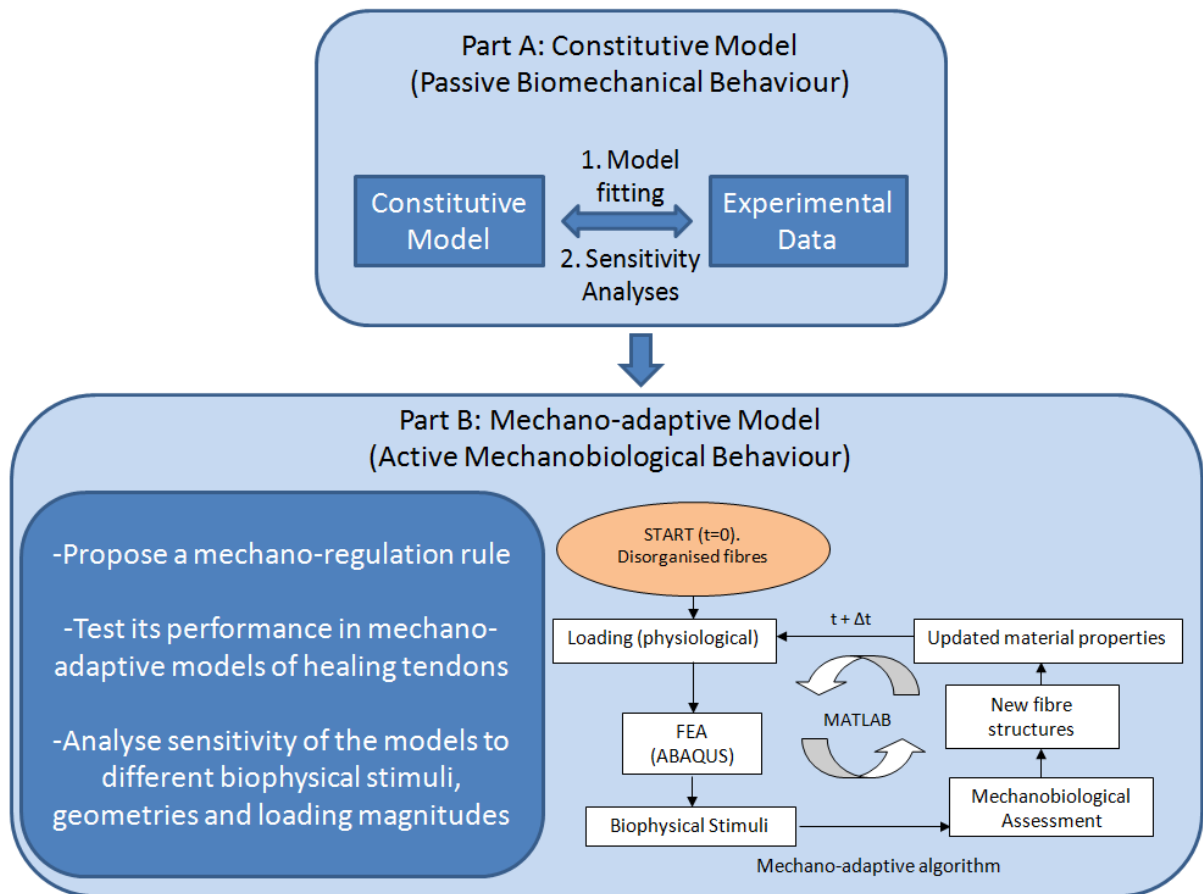 Part A: Constitutive Model
(Passive Biomechanical Behaviour)
1. Model
fitting
Constitutive
Model
Experimental
Data
2. Sensitivity
Analyses
Part B: Mechano-adaptive Model
(Active Mechanobiological Behaviour)
-Propose a mechano-regulation rule
-Test its performance in mechano-
adaptive models of healing tendons
-Analyse sensitivity of the models to
different biophysical stimuli,
geometries and loading magnitudes
START (t=0).
Disorganised fibres
Loading (physiological)
t + Δt
Updated material properties
FEA
(ABAQUS)
MATLAB
New fibre
structures
Biophysical Stimuli
Mechanobiological
Assessment
Mechano-adaptive algorithm